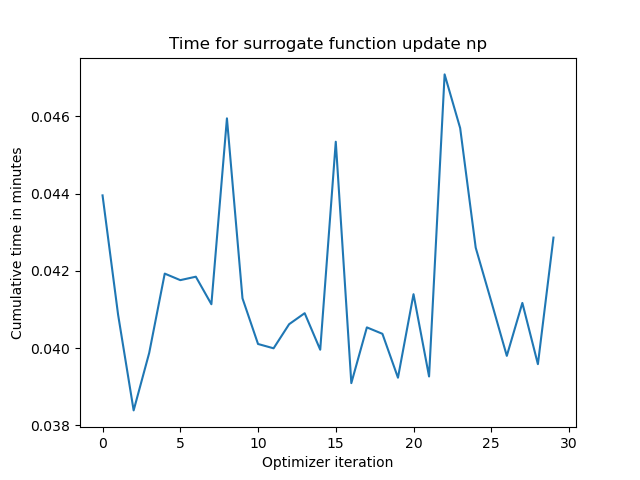 Time for surrogate function update np
Cumulative time in minutes
0.046
0.044
0.042
0.040
0.038
0 5 10 15 20 25 30
Optimizer iteration